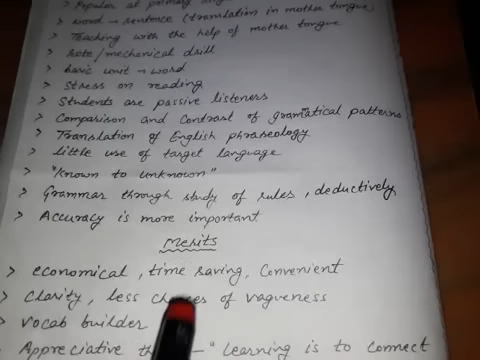 > Popular at primary
> word → sentence (translation in mother tongue)
> Teaching with the help of mother tongue
> Rote/mechanical drill
> basic unit → word
> Stress on reading
> Students are passive listeners
> Comparison and contrast of gramatical patterns
> Translation of English phraseology
> little use of target language
> "Known to unknown"
> Grammar through study of rules, deductively
> Accuracy is more important
Merits
> economical, time saving, convenient
> Clarity, less chances of vagueness
> Vocab builder
> Appreciative – "Learning is to connect